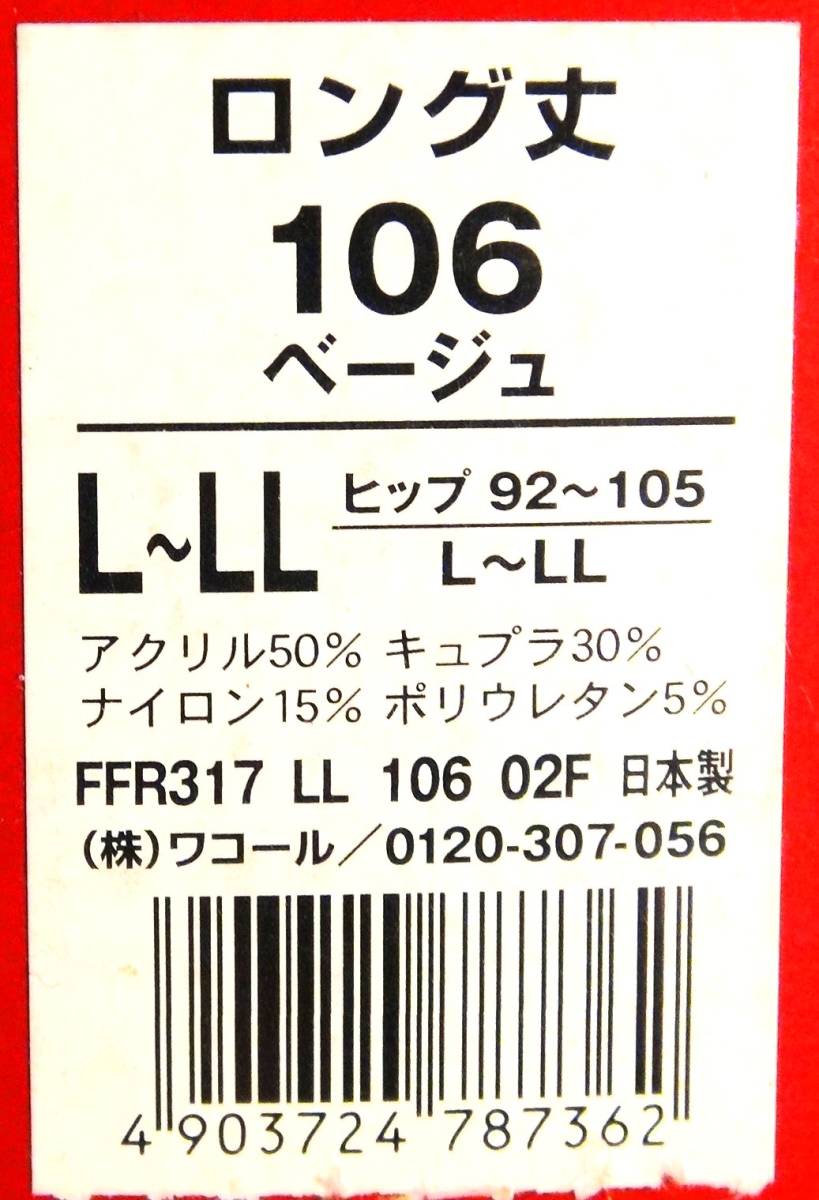 ロング丈
106
ベージュ
L~LL
ヒップ 92~105
L~LL
アクリル50% キュプラ30%
ナイロン15% ポリウレタン5%
FFR317 LL 106 02F 日本製
(株)ワコール/0120-307-056
4 903724 787362